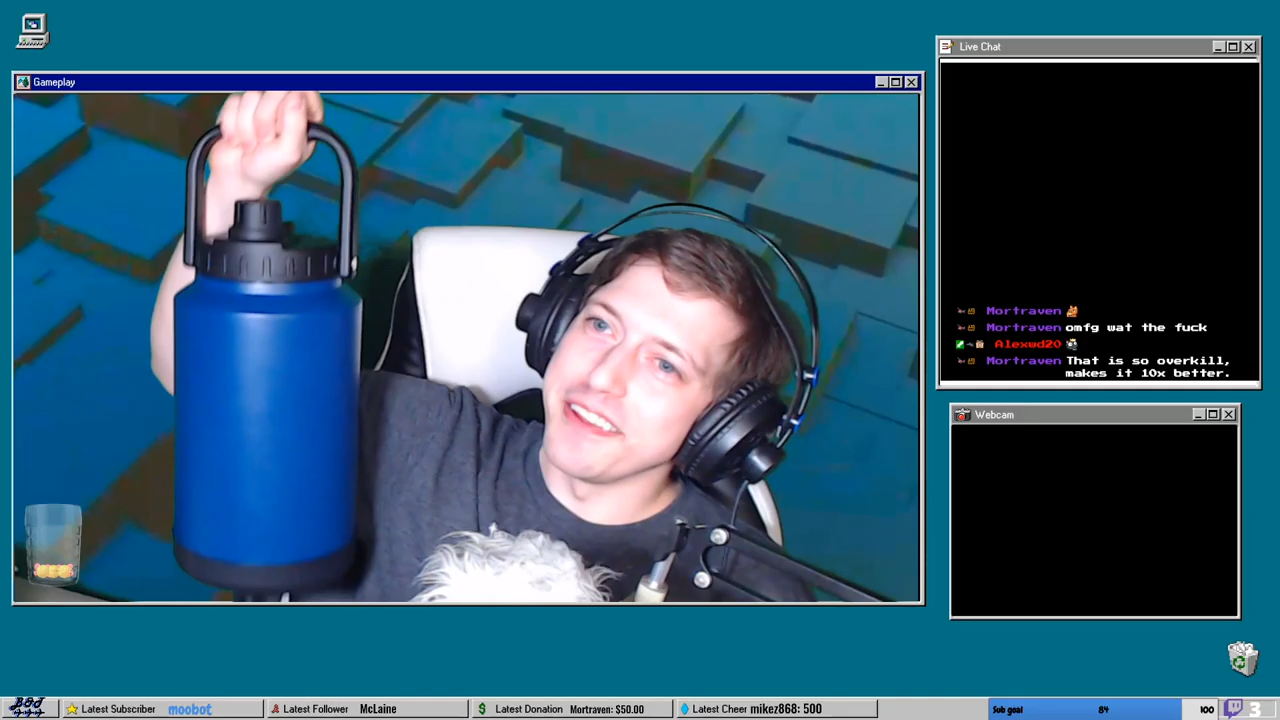 Gameplay
Live Chat
Mortraven
Mortraven omfg wat the fuck
Alexwd20
Mortraven That is so overkill,
makes it 10x better.
Webcam
Latest Subscriber moobot
Latest Follower McLaine
Latest Donation Mortraven: $50.00
Latest Cheer mikez868: 500
Sub goal 84 100
3